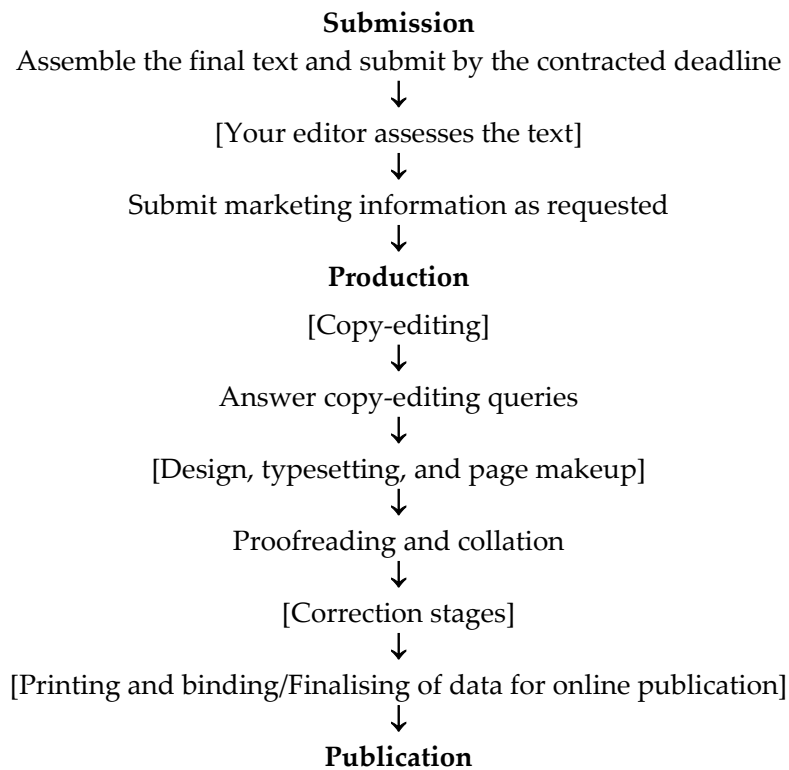 Submission
Assemble the final text and submit by the contracted deadline
↓
[Your editor assesses the text]
↓
Submit marketing information as requested
↓
Production
[Copy-editing]
↓
Answer copy-editing queries
↓
[Design, typesetting, and page makeup]
↓
Proofreading and collation
↓
[Correction stages]
↓
[Printing and binding/Finalising of data for online publication]
↓
Publication